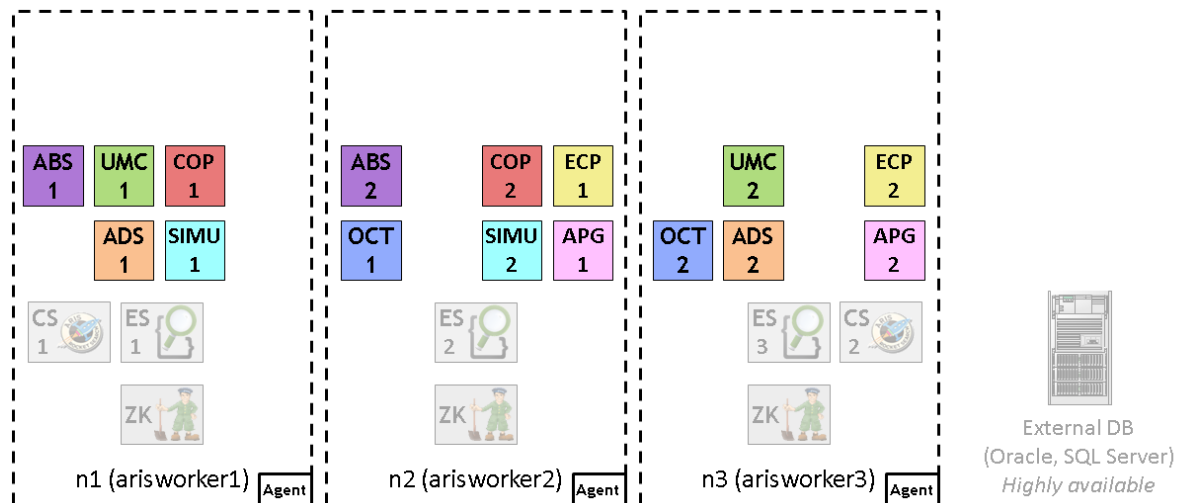 ABS
1
UMC
1
COP
1
ADS
1
SIMU
1
CS
1
ES
1
ZK
n1 (arisworker1)
Agent
ABS
2
COP
2
ECP
1
OCT
1
SIMU
2
APG
1
ES
2
ZK
n2 (arisworker2)
Agent
UMC
2
ECP
2
OCT
2
ADS
2
APG
2
ES
3
CS
2
ZK
n3 (arisworker3)
Agent
External DB
(Oracle, SQL Server)
Highly available